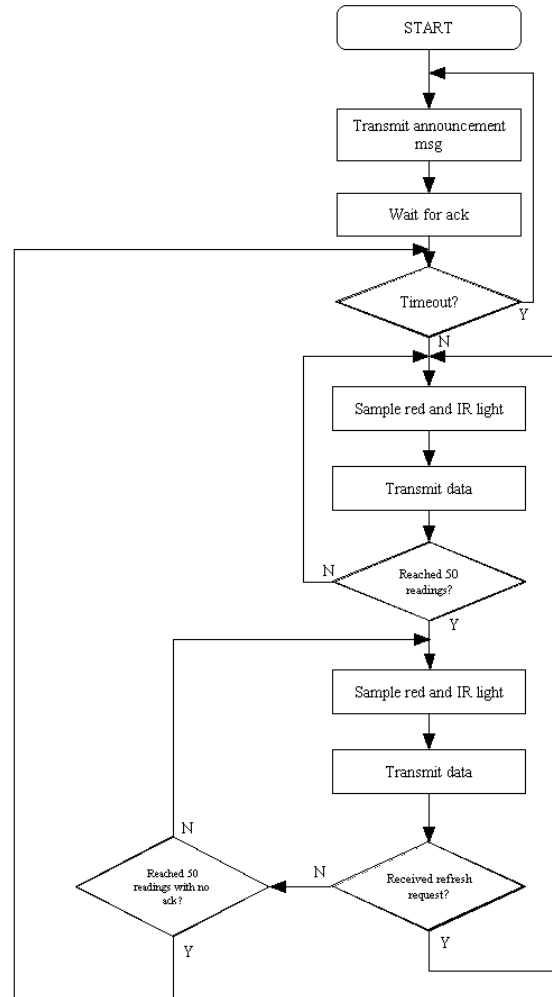 START
Transmit announcement
msg
Wait for ack
Timeout?
Y
N
Sample red and IR light
Transmit data
N
Reached 50
readings?
Y
Sample red and IR light
Transmit data
N
Reached 50
readings with no
ack?
N
Received refresh
request?
Y
Y